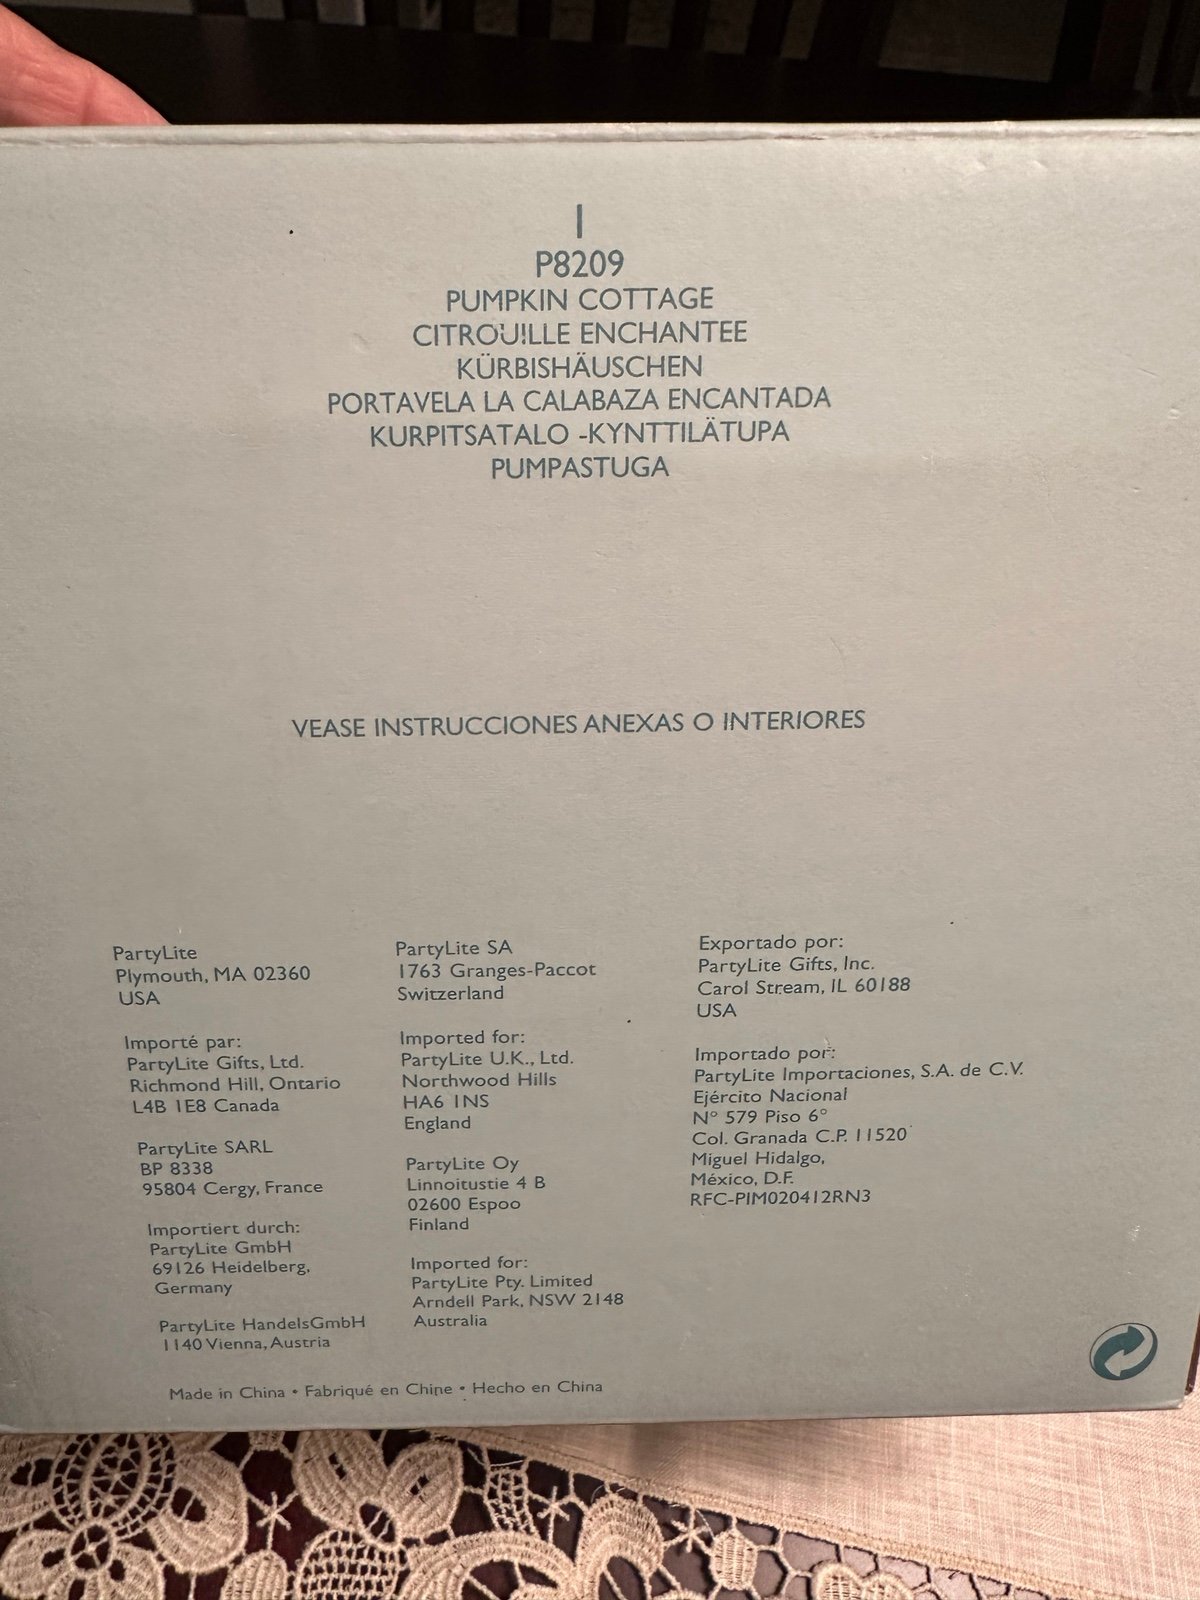 1
P8209
PUMPKIN COTTAGE
CITROUILLE ENCHANTEE
KÜRBISHÄUSCHEN
PORTAVELA LA CALABAZA ENCANTADA
KURPITSATALO -KYNTTILÄTUPA
PUMPASTUGA
VEASE INSTRUCCIONES ANEXAS O INTERIORES
PartyLite
Plymouth, MA 02360
USA
Importé par:
PartyLite Gifts, Ltd.
Richmond Hill, Ontario
L4B 1E8 Canada
PartyLite SARL
BP 8338
95804 Cergy, France
Importiert durch:
PartyLite GmbH
69126 Heidelberg,
Germany
PartyLite HandelsGmbH
1140 Vienna, Austria
PartyLite SA
1763 Granges-Paccot
Switzerland
Imported for:
PartyLite U.K., Ltd.
Northwood Hills
HA6 1NS
England
PartyLite Oy
Linnoitustie 4 B
02600 Espoo
Finland
Imported for:
PartyLite Pty. Limited
Arndell Park, NSW 2148
Australia
Exportado por:
PartyLite Gifts, Inc.
Carol Stream, IL 60188
USA
Importado por:
PartyLite Importaciones, S.A. de C.V.
Ejército Nacional
N° 579 Piso 6°
Col. Granada C.P. 11520
Miguel Hidalgo,
México, D.F.
RFC-PIM020412RN3
Made in China • Fabriqué en Chine • Hecho en China